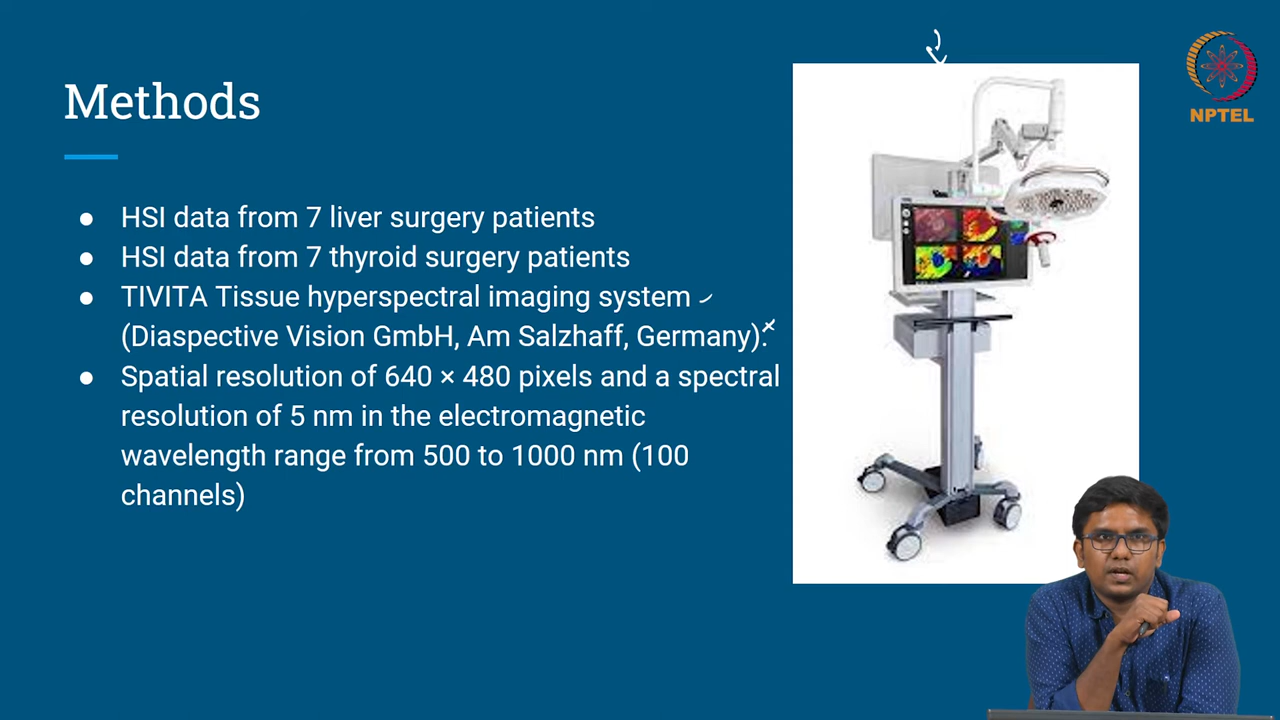 Methods
● HSI data from 7 liver surgery patients
● HSI data from 7 thyroid surgery patients
● TIVITA Tissue hyperspectral imaging system
(Diaspective Vision GmbH, Am Salzhaff, Germany).
● Spatial resolution of 640 × 480 pixels and a spectral
resolution of 5 nm in the electromagnetic
wavelength range from 500 to 1000 nm (100
channels)
NPTEL